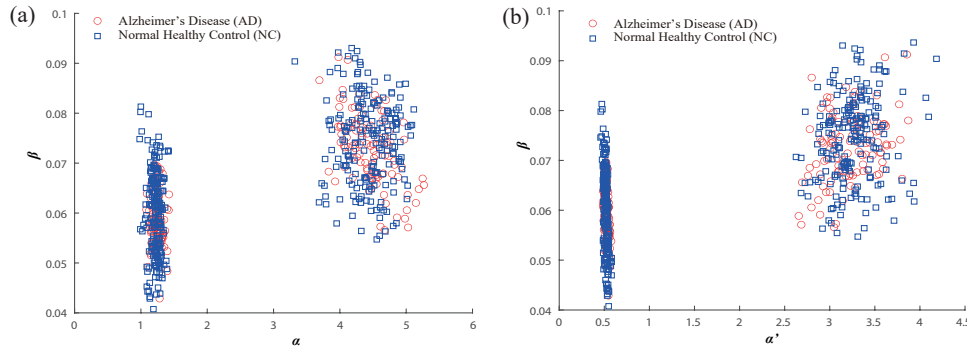 (a)
Alzheimer's Disease (AD)
Normal Healthy Control (NC)
0.1
0.09
0.08
0.07
0.06
0.05
0.04
β
0 1 2 3 4 5 6
α
(b)
Alzheimer's Disease (AD)
Normal Healthy Control (NC)
0.1
0.09
0.08
0.07
0.06
0.05
0.04
β
0 0.5 1 1.5 2 2.5 3 3.5 4 4.5
α'